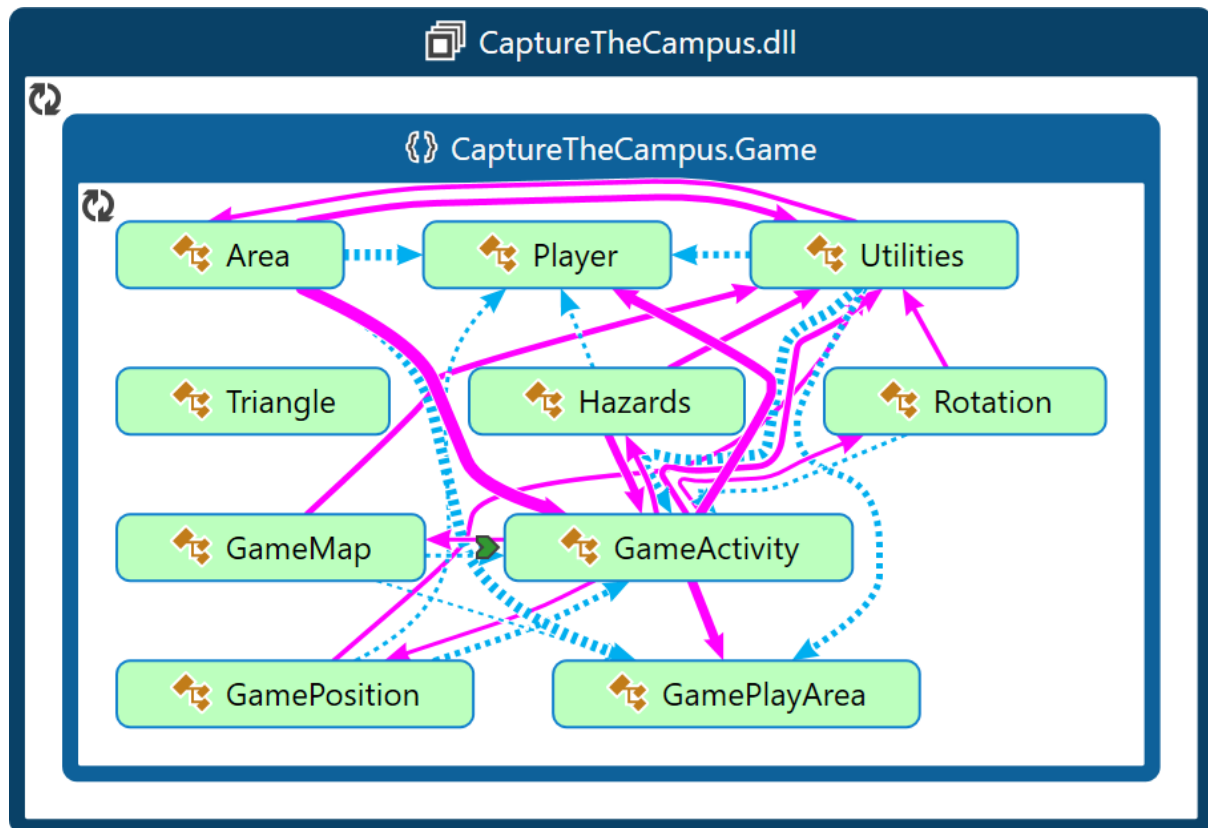 CaptureTheCampus.dll
{} CaptureTheCampus.Game
Area
Player
Utilities
Triangle
Hazards
Rotation
GameMap
GameActivity
GamePosition
GamePlayArea